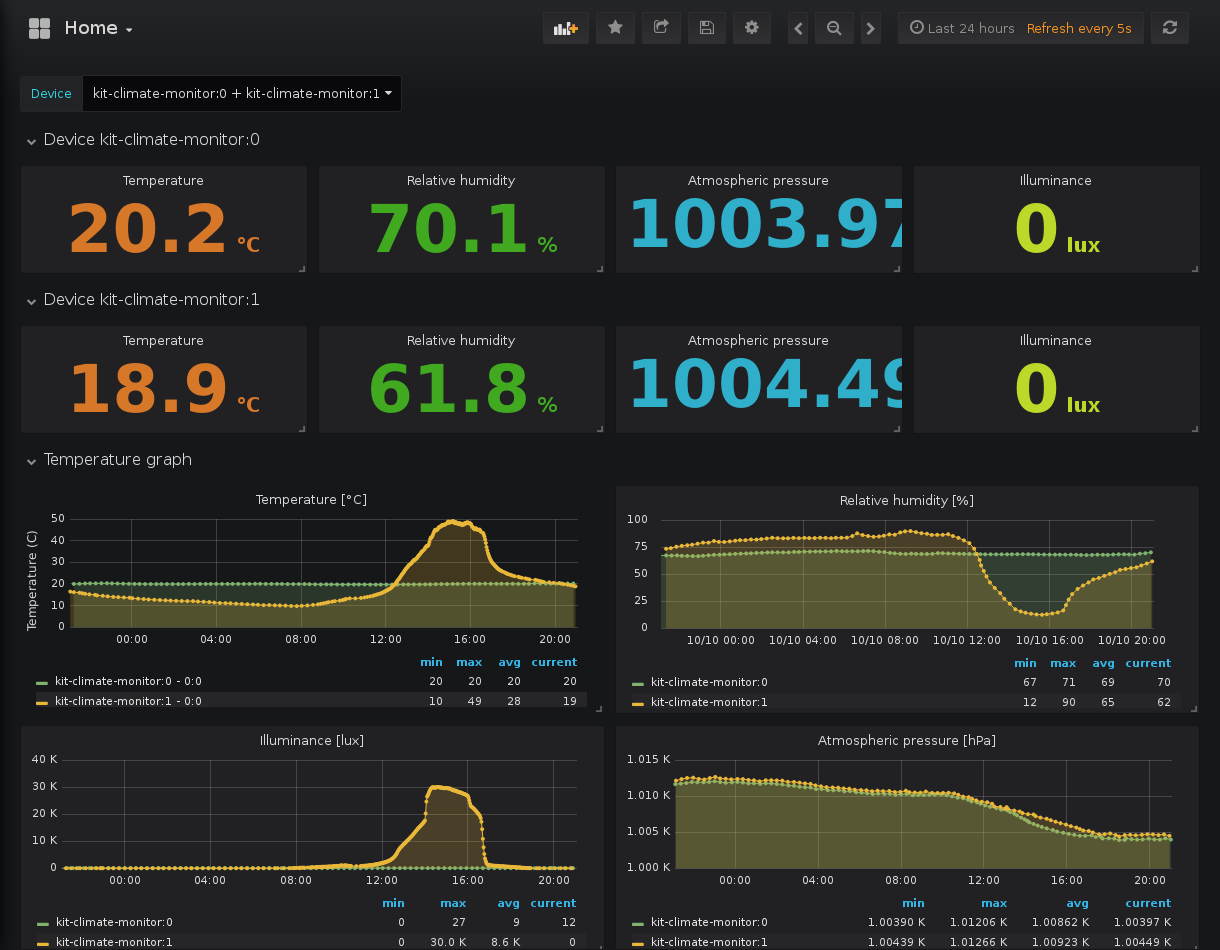 Home
Last 24 hours Refresh every 5s
Device kit-climate-monitor:0 + kit-climate-monitor:1
Device kit-climate-monitor:0
Temperature Relative humidity Atmospheric pressure Illuminance
20.2 °C 70.1 % 1003.97 0 lux
Device kit-climate-monitor:1
Temperature Relative humidity Atmospheric pressure Illuminance
18.9 °C 61.8 % 1004.49 0 lux
Temperature graph
Temperature [°C]
Temperature (C)
50
40
30
20
10
0
00:00 04:00 08:00 12:00 16:00 20:00
min max avg current
kit-climate-monitor:0 - 0:0 20 20 20 20
kit-climate-monitor:1 - 0:0 10 49 28 19
Relative humidity [%]
100
75
50
25
0
10/10 00:00 10/10 04:00 10/10 08:00 10/10 12:00 10/10 16:00 10/10 20:00
min max avg current
kit-climate-monitor:0 67 71 69 70
kit-climate-monitor:1 12 90 65 62
Illuminance [lux]
40 K
30 K
20 K
10 K
0
00:00 04:00 08:00 12:00 16:00 20:00
min max avg current
kit-climate-monitor:0 0 27 9 12
kit-climate-monitor:1 0 30.0 K 8.6 K 0
Atmospheric pressure [hPa]
1.015 K
1.010 K
1.005 K
1.000 K
00:00 04:00 08:00 12:00 16:00 20:00
min max avg current
kit-climate-monitor:0 1.00390 K 1.01206 K 1.00862 K 1.00397 K
kit-climate-monitor:1 1.00439 K 1.01266 K 1.00923 K 1.00449 K